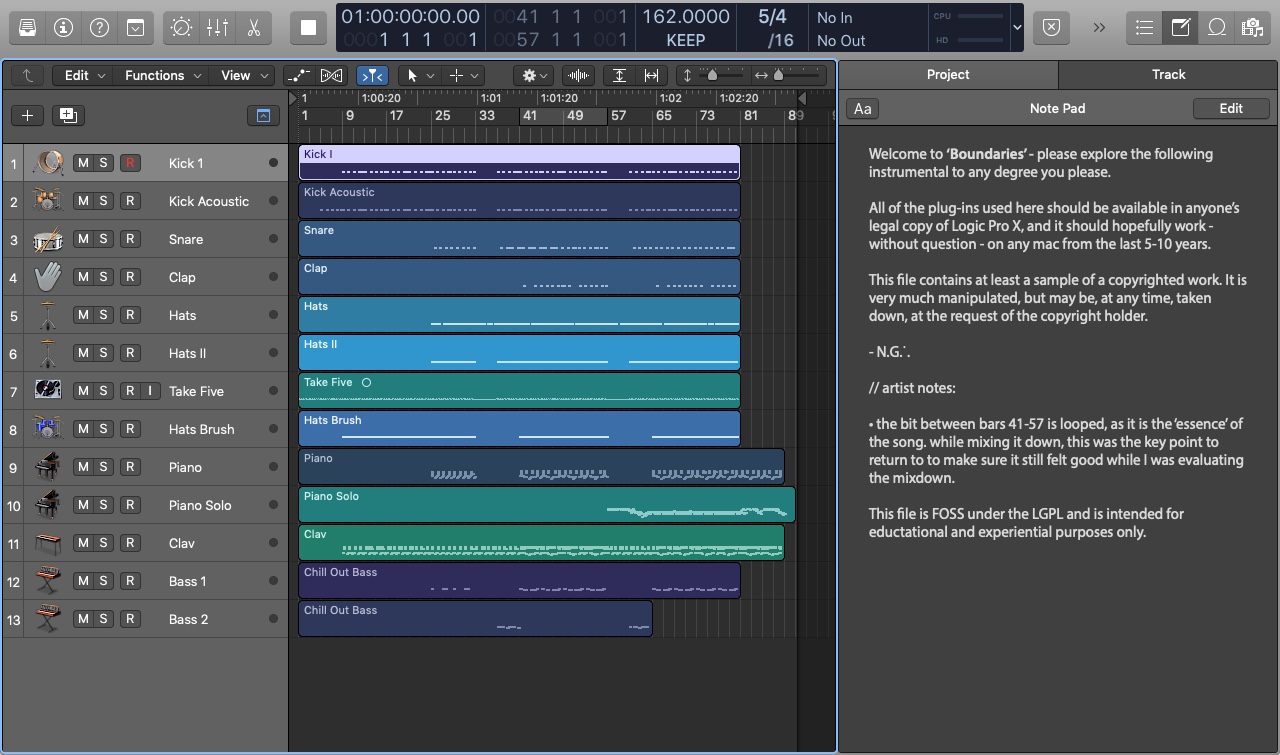 01:00:00:00.00
0001 1 1 001
0041 1 1 001
0057 1 1 001
162.0000
KEEP
5/4
/16
No In
No Out
CPU
HD
Edit Functions View
1 1:00:20 1:01 1:01:20 1:02 1:02:20
1 9 17 25 33 41 49 57 65 73 81 89
1 M S R Kick 1
Kick I
2 M S R Kick Acoustic
Kick Acoustic
3 M S R Snare
Snare
4 M S R Clap
Clap
5 M S R Hats
Hats
6 M S R Hats II
Hats II
7 M S R I Take Five
Take Five
8 M S R Hats Brush
Hats Brush
9 M S R Piano
Piano
10 M S R Piano Solo
Piano Solo
11 M S R Clav
Clav
12 M S R Bass 1
Chill Out Bass
13 M S R Bass 2
Chill Out Bass
Project Track
Aa Note Pad Edit
Welcome to ‘Boundaries’ - please explore the following
instrumental to any degree you please.
All of the plug-ins used here should be available in anyone’s
legal copy of Logic Pro X, and it should hopefully work -
without question - on any mac from the last 5-10 years.
This file contains at least a sample of a copyrighted work. It is
very much manipulated, but may be, at any time, taken
down, at the request of the copyright holder.
- N.G.∴
// artist notes:
• the bit between bars 41-57 is looped, as it is the ‘essence’ of
the song. while mixing it down, this was the key point to
return to to make sure it still felt good while I was evaluating
the mixdown.
This file is FOSS under the LGPL and is intended for
eductational and experiential purposes only.